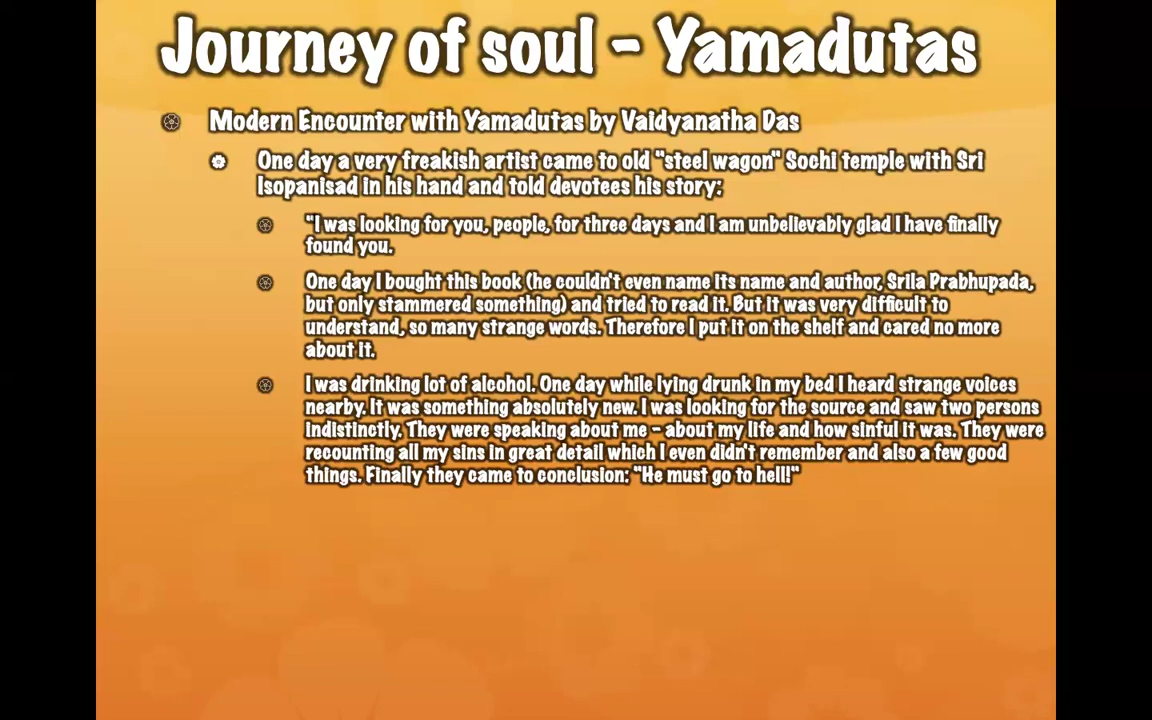 Journey of soul - Yamadutas
Modern Encounter with Yamadutas by Vaidyanatha Das
One day a very freakish artist came to old "steel wagon" Sochi temple with Sri
Isopanisad in his hand and told devotees his story:
"I was looking for you, people, for three days and I am unbelievably glad I have finally
found you.
One day I bought this book (he couldn't even name its name and author, Srila Prabhupada,
but only stammered something) and tried to read it. But it was very difficult to
understand, so many strange words. Therefore I put it on the shelf and cared no more
about it.
I was drinking lot of alcohol. One day while lying drunk in my bed I heard strange voices
nearby. It was something absolutely new. I was looking for the source and saw two persons
indistinctly. They were speaking about me - about my life and how sinful it was. They were
recounting all my sins in great detail which I even didn't remember and also a few good
things. Finally they came to conclusion: "He must go to hell!"